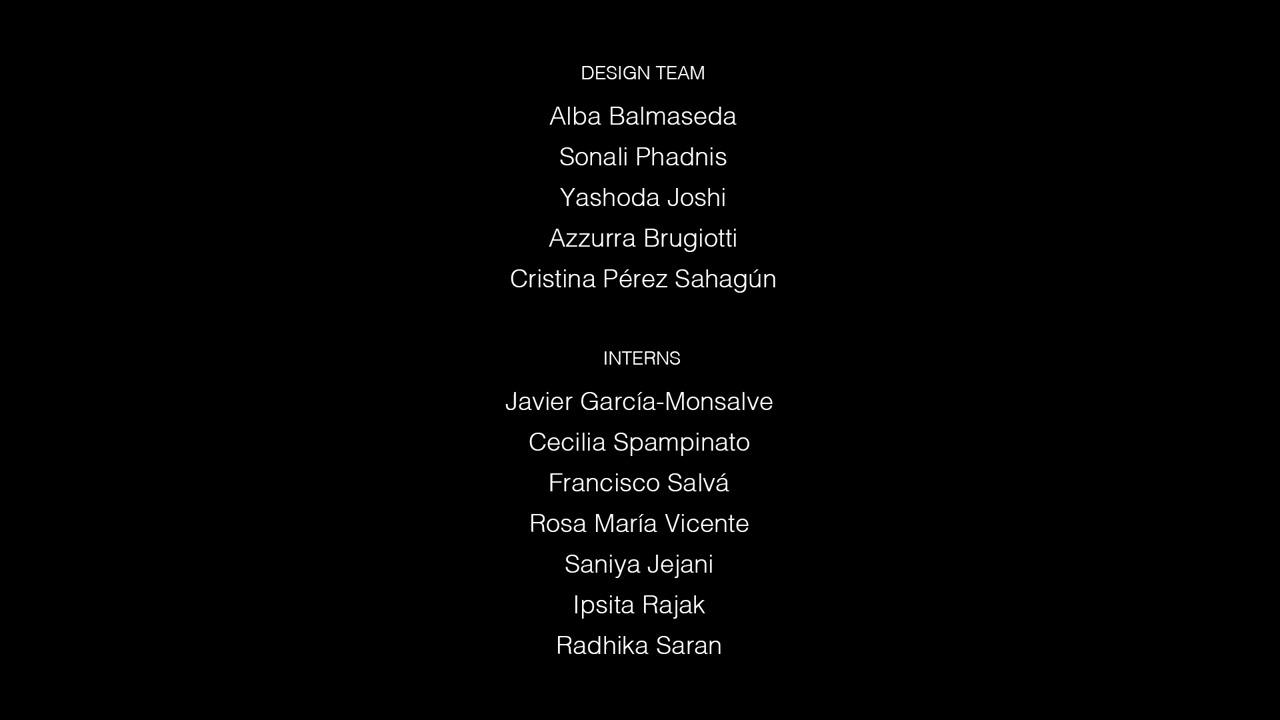 DESIGN TEAM
Alba Balmaseda
Sonali Phadnis
Yashoda Joshi
Azzurra Brugiotti
Cristina Pérez Sahagún
INTERNS
Javier García-Monsalve
Cecilia Spampinato
Francisco Salvá
Rosa María Vicente
Saniya Jejani
Ipsita Rajak
Radhika Saran